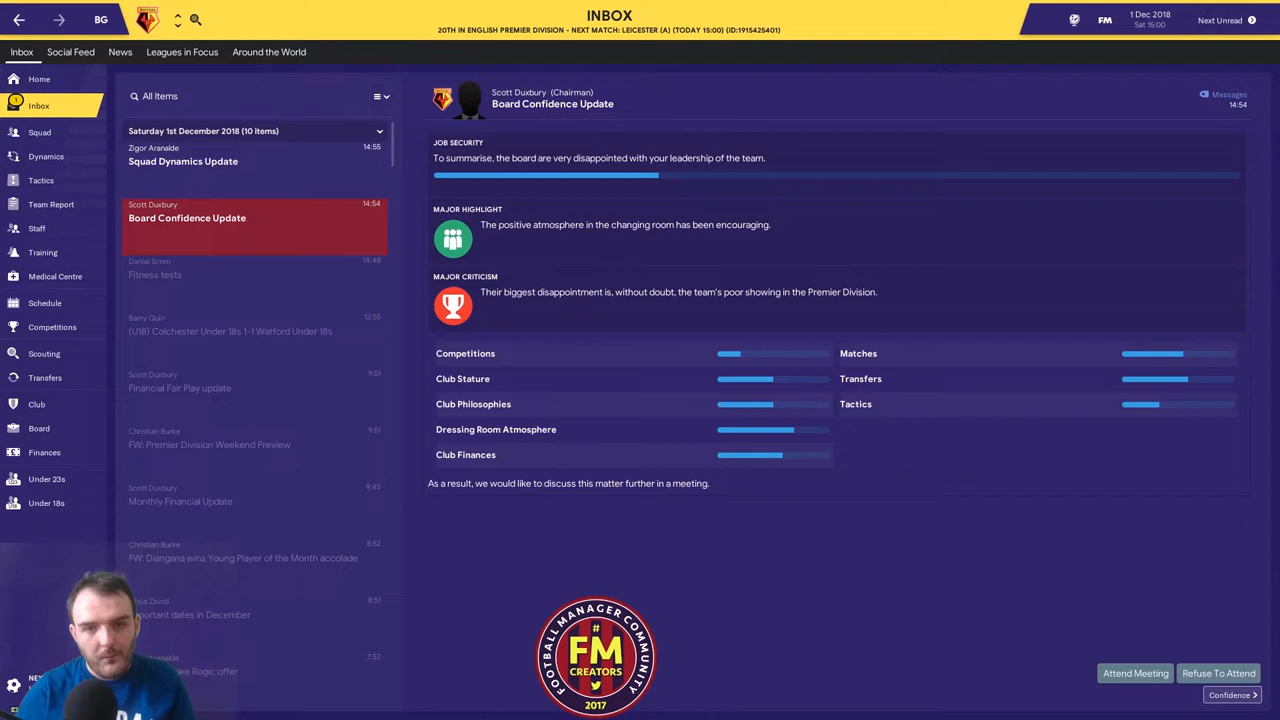 BG
INBOX
20TH IN ENGLISH PREMIER DIVISION - NEXT MATCH: LEICESTER (A) (TODAY 15:00) (ID:1915425401)
FM
1 Dec 2018
Sat 15:00
Next Unread
Inbox
Social Feed
News
Leagues in Focus
Around the World
Home
Inbox
Squad
Dynamics
Tactics
Team Report
Staff
Training
Medical Centre
Schedule
Competitions
Scouting
Transfers
Club
Board
Finances
Under 23s
Under 18s
All Items
Saturday 1st December 2018 (10 items)
Zigor Aranalde 14:55
Squad Dynamics Update
Scott Duxbury 14:54
Board Confidence Update
Daniel Simm 14:48
Fitness tests
Barry Quin 12:55
(U18) Colchester Under 18s 1-1 Watford Under 18s
Scott Duxbury 9:51
Financial Fair Play update
Christian Burke 9:51
FW: Premier Division Weekend Preview
Scott Duxbury 9:45
Monthly Financial Update
Christian Burke 8:52
FW: Diangana wins Young Player of the Month accolade
Zavoli 8:51
dates in December
7:57
Rogic offer
Scott Duxbury (Chairman)
Board Confidence Update
Messages
14:54
JOB SECURITY
To summarise, the board are very disappointed with your leadership of the team.
MAJOR HIGHLIGHT
The positive atmosphere in the changing room has been encouraging.
MAJOR CRITICISM
Their biggest disappointment is, without doubt, the team's poor showing in the Premier Division.
Competitions
Matches
Club Stature
Transfers
Club Philosophies
Tactics
Dressing Room Atmosphere
Club Finances
As a result, we would like to discuss this matter further in a meeting.
FOOTBALL MANAGER COMMUNITY
#
FM
CREATORS
2017
Attend Meeting
Refuse To Attend
Confidence